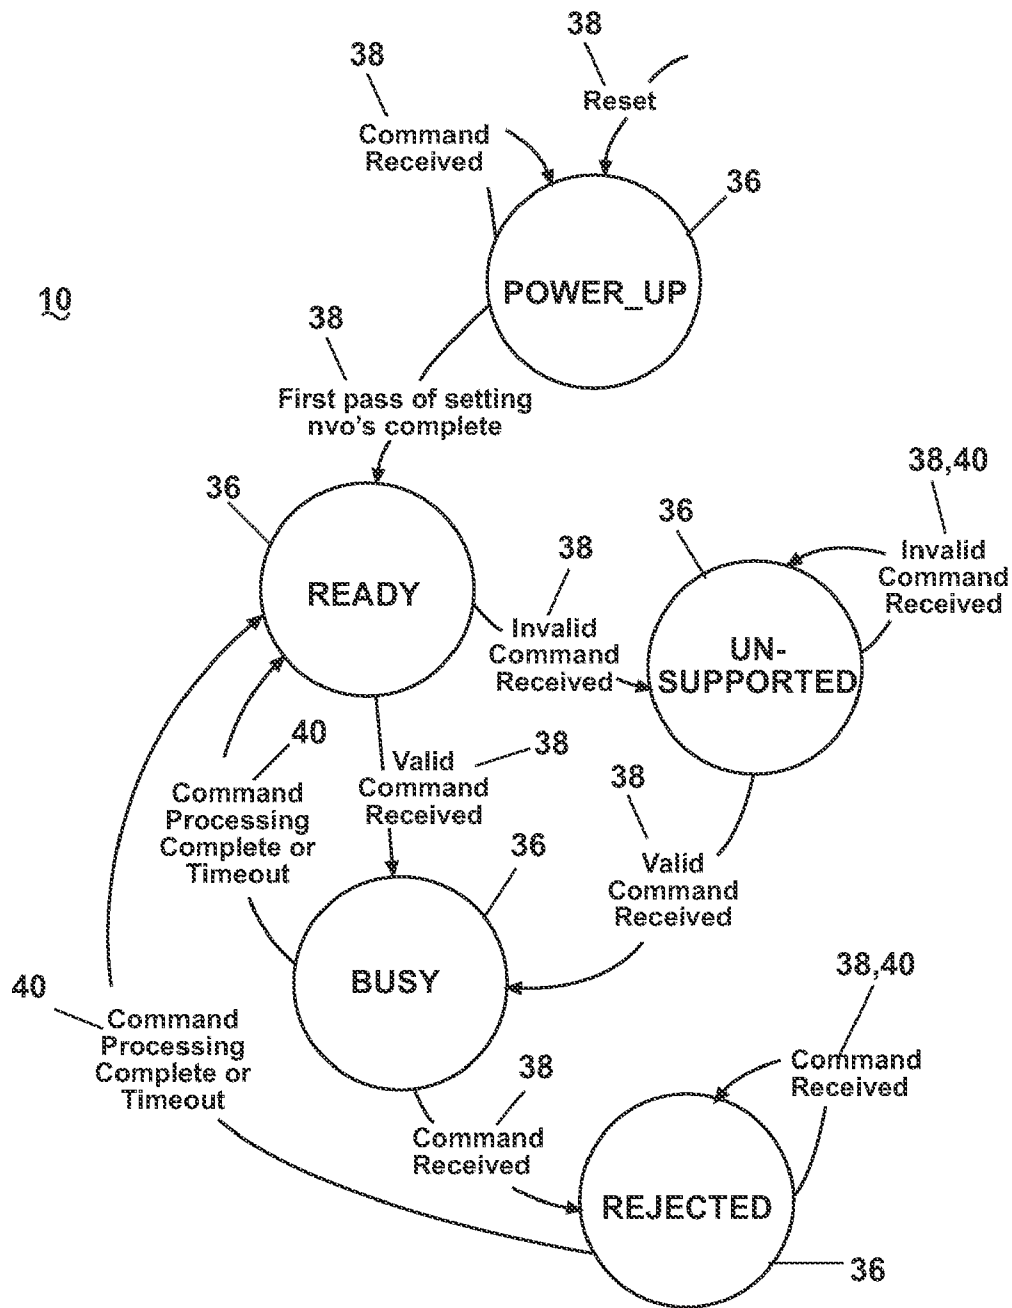 38
38
Reset
Command
Received
36
POWER_UP
10
38
First pass of setting
nvo's complete
36
READY
38
Invalid
Command
Received
36
UN-
SUPPORTED
38,40
Invalid
Command
Received
40
Command
Processing
Complete or
Timeout
Valid
Command
Received
38
38
Valid
Command
Received
36
BUSY
40
Command
Processing
Complete or
Timeout
38
Command
Received
38,40
Command
Received
REJECTED
36